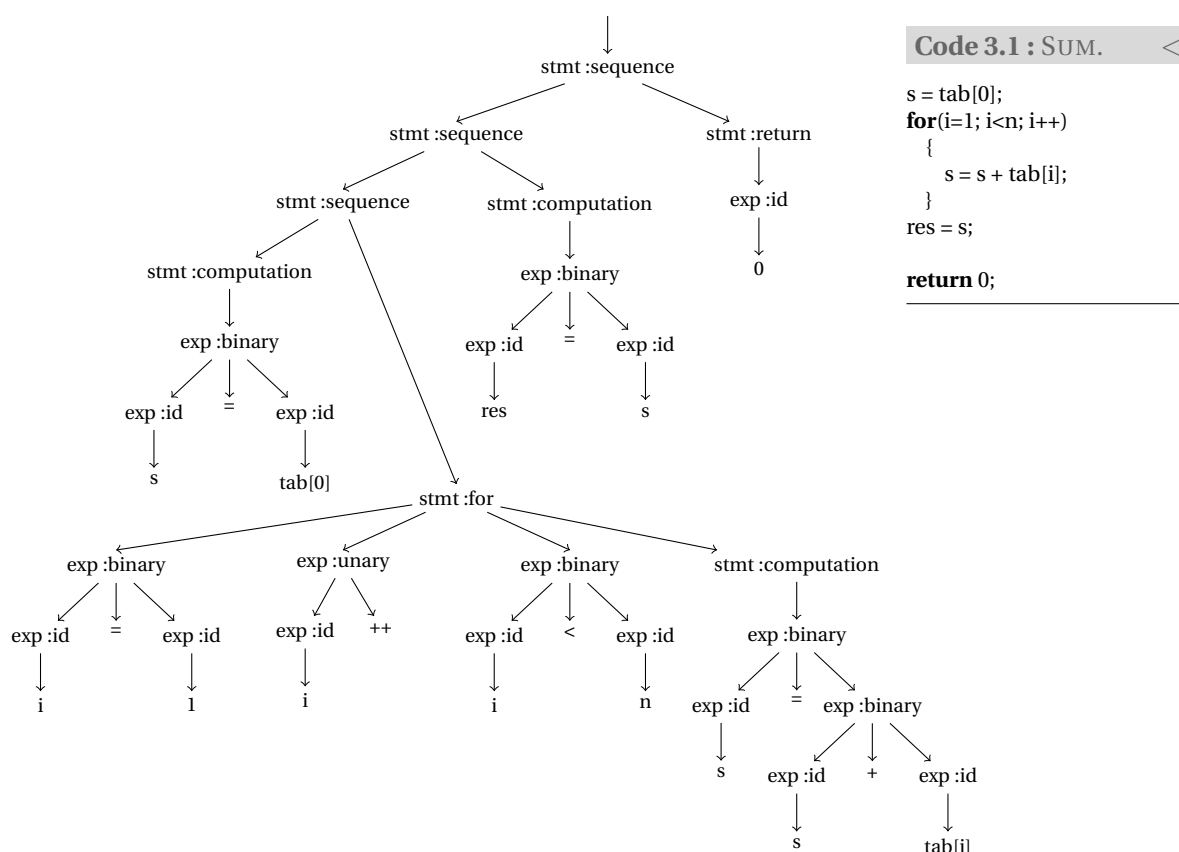 stmt :sequence
stmt :sequence stmt :return
stmt :sequence stmt :computation exp :id
stmt :computation exp :binary 0
exp :binary exp :id = exp :id
exp :id = exp :id res s
s tab[0]
stmt :for
exp :binary exp :unary exp :binary stmt :computation
exp :id = exp :id exp :id ++ exp :id < exp :id exp :binary
i 1 i i n exp :id = exp :binary
s exp :id + exp :id
s tab[i]
Code 3.1 : SUM. <
s = tab[0];
for(i=1; i<n; i++)
{
s = s + tab[i];
}
res = s;
return 0;